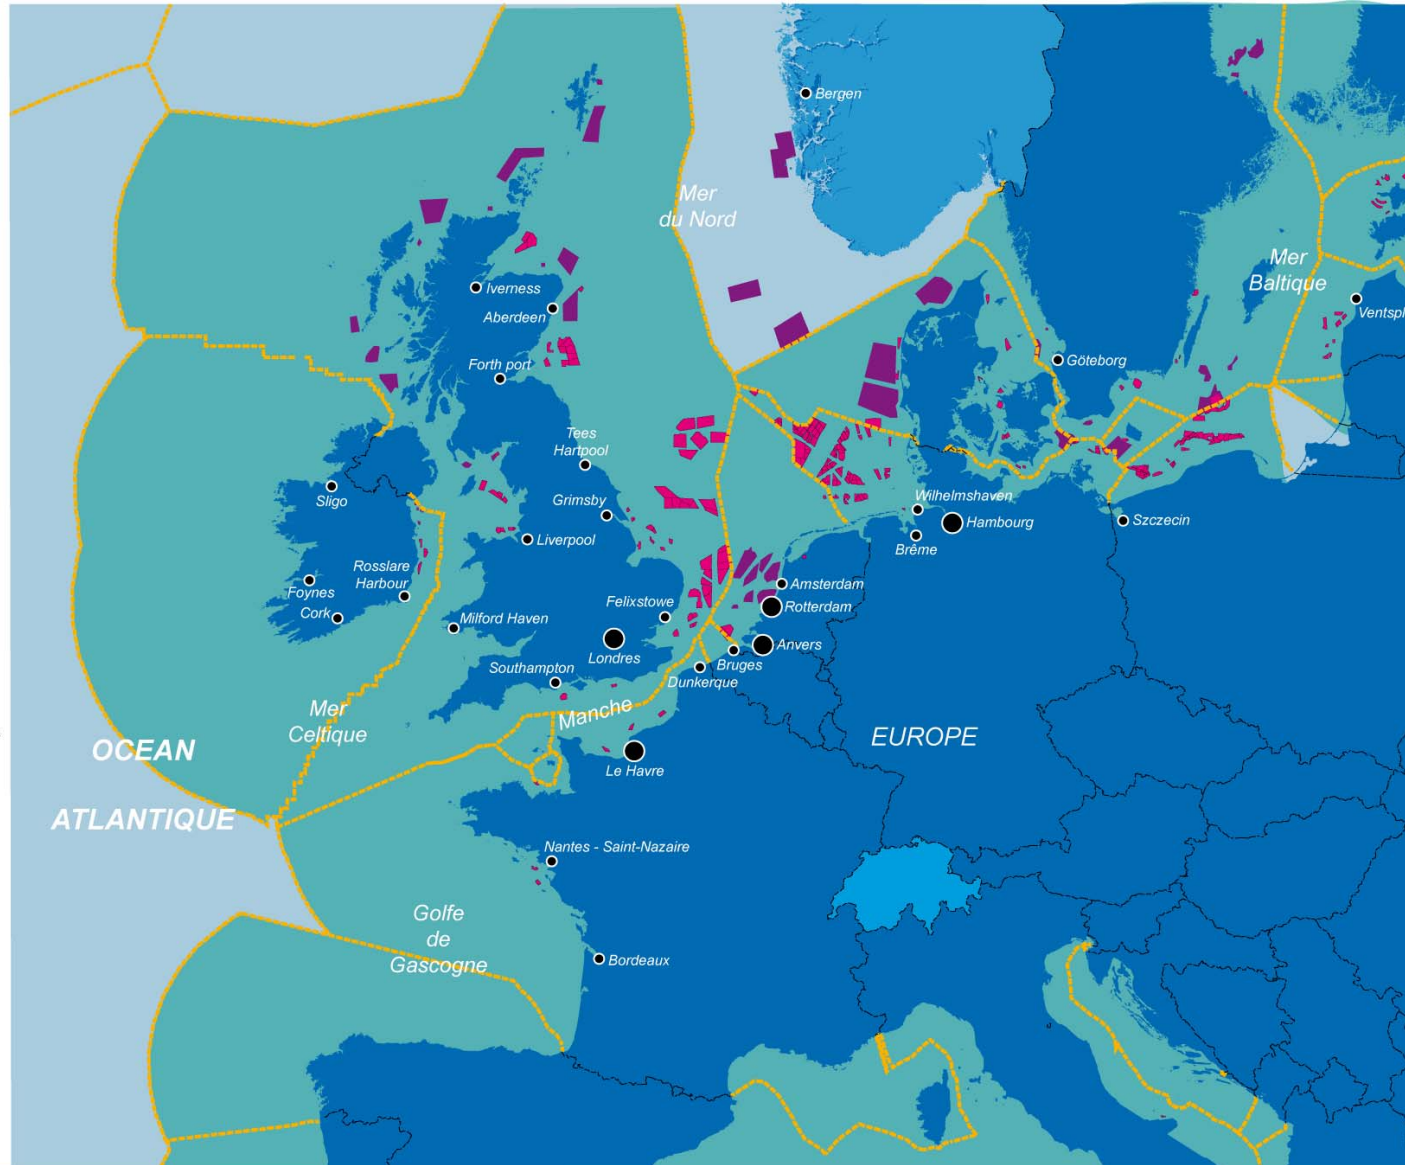 Bergen
Mer
du Nord
Mer
Baltique
Iverness
Aberdeen
Ventspl
Göteborg
Forth port
Tees
Hartpool
Sligo
Grimsby
Wilhelmshaven
Hambourg
Szczecin
Liverpool
Brême
Rosslare
Harbour
Foynes
Amsterdam
Felixstowe
Rotterdam
Cork
Milford Haven
Londres
Anvers
Bruges
Southampton
Dunkerque
Mer
Celtique
Manche
EUROPE
OCEAN
Le Havre
ATLANTIQUE
Nantes - Saint-Nazaire
Golfe
de
Gascogne
Bordeaux